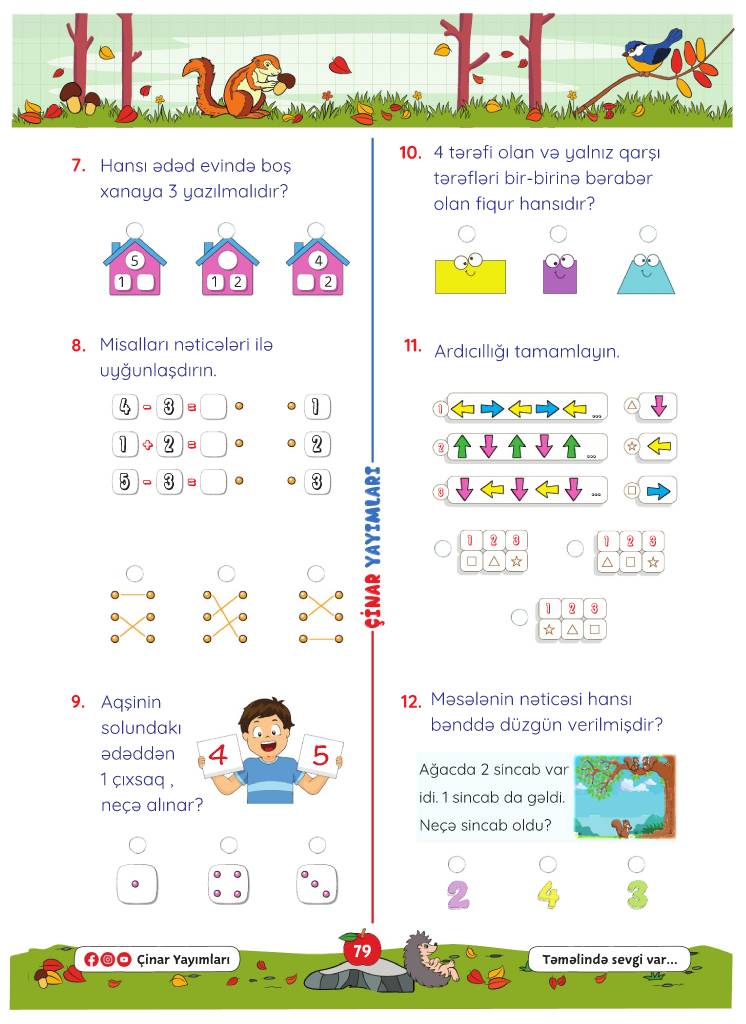 7. Hansı ədəd evində boş
xanaya 3 yazılmalıdır?
5
1
1 2
4
2
8. Misalları nəticələri ilə
uyğunlaşdırın.
4 - 3 =
1
1 + 2 =
2
5 - 3 =
3
9. Aqşinin
solundakı
ədəddən
1 çıxsaq ,
neçə alınar?
4 5
ÇİNAR YAYIMLARI
10. 4 tərəfi olan və yalnız qarşı
tərəfləri bir-birinə bərabər
olan fiqur hansıdır?
11. Ardıcıllığı tamamlayın.
1 ...
2 ...
3 ...
1 2 3
1 2 3
1 2 3
12. Məsələnin nəticəsi hansı
bənddə düzgün verilmişdir?
Ağacda 2 sincab var
idi. 1 sincab da gəldi.
Neçə sincab oldu?
2 4 3
Çinar Yayımları
79
Təməlində sevgi var...